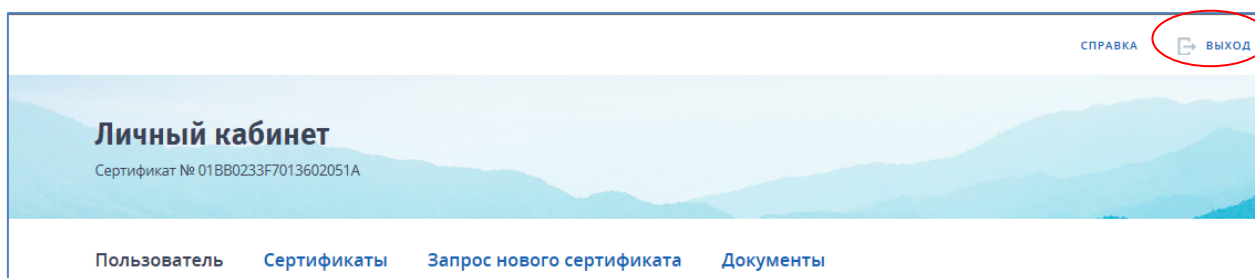 СПРАВКА ВЫХОД
Личный кабинет
Сертификат № 01BB0233F7013602051A
Пользователь Сертификаты Запрос нового сертификата Документы